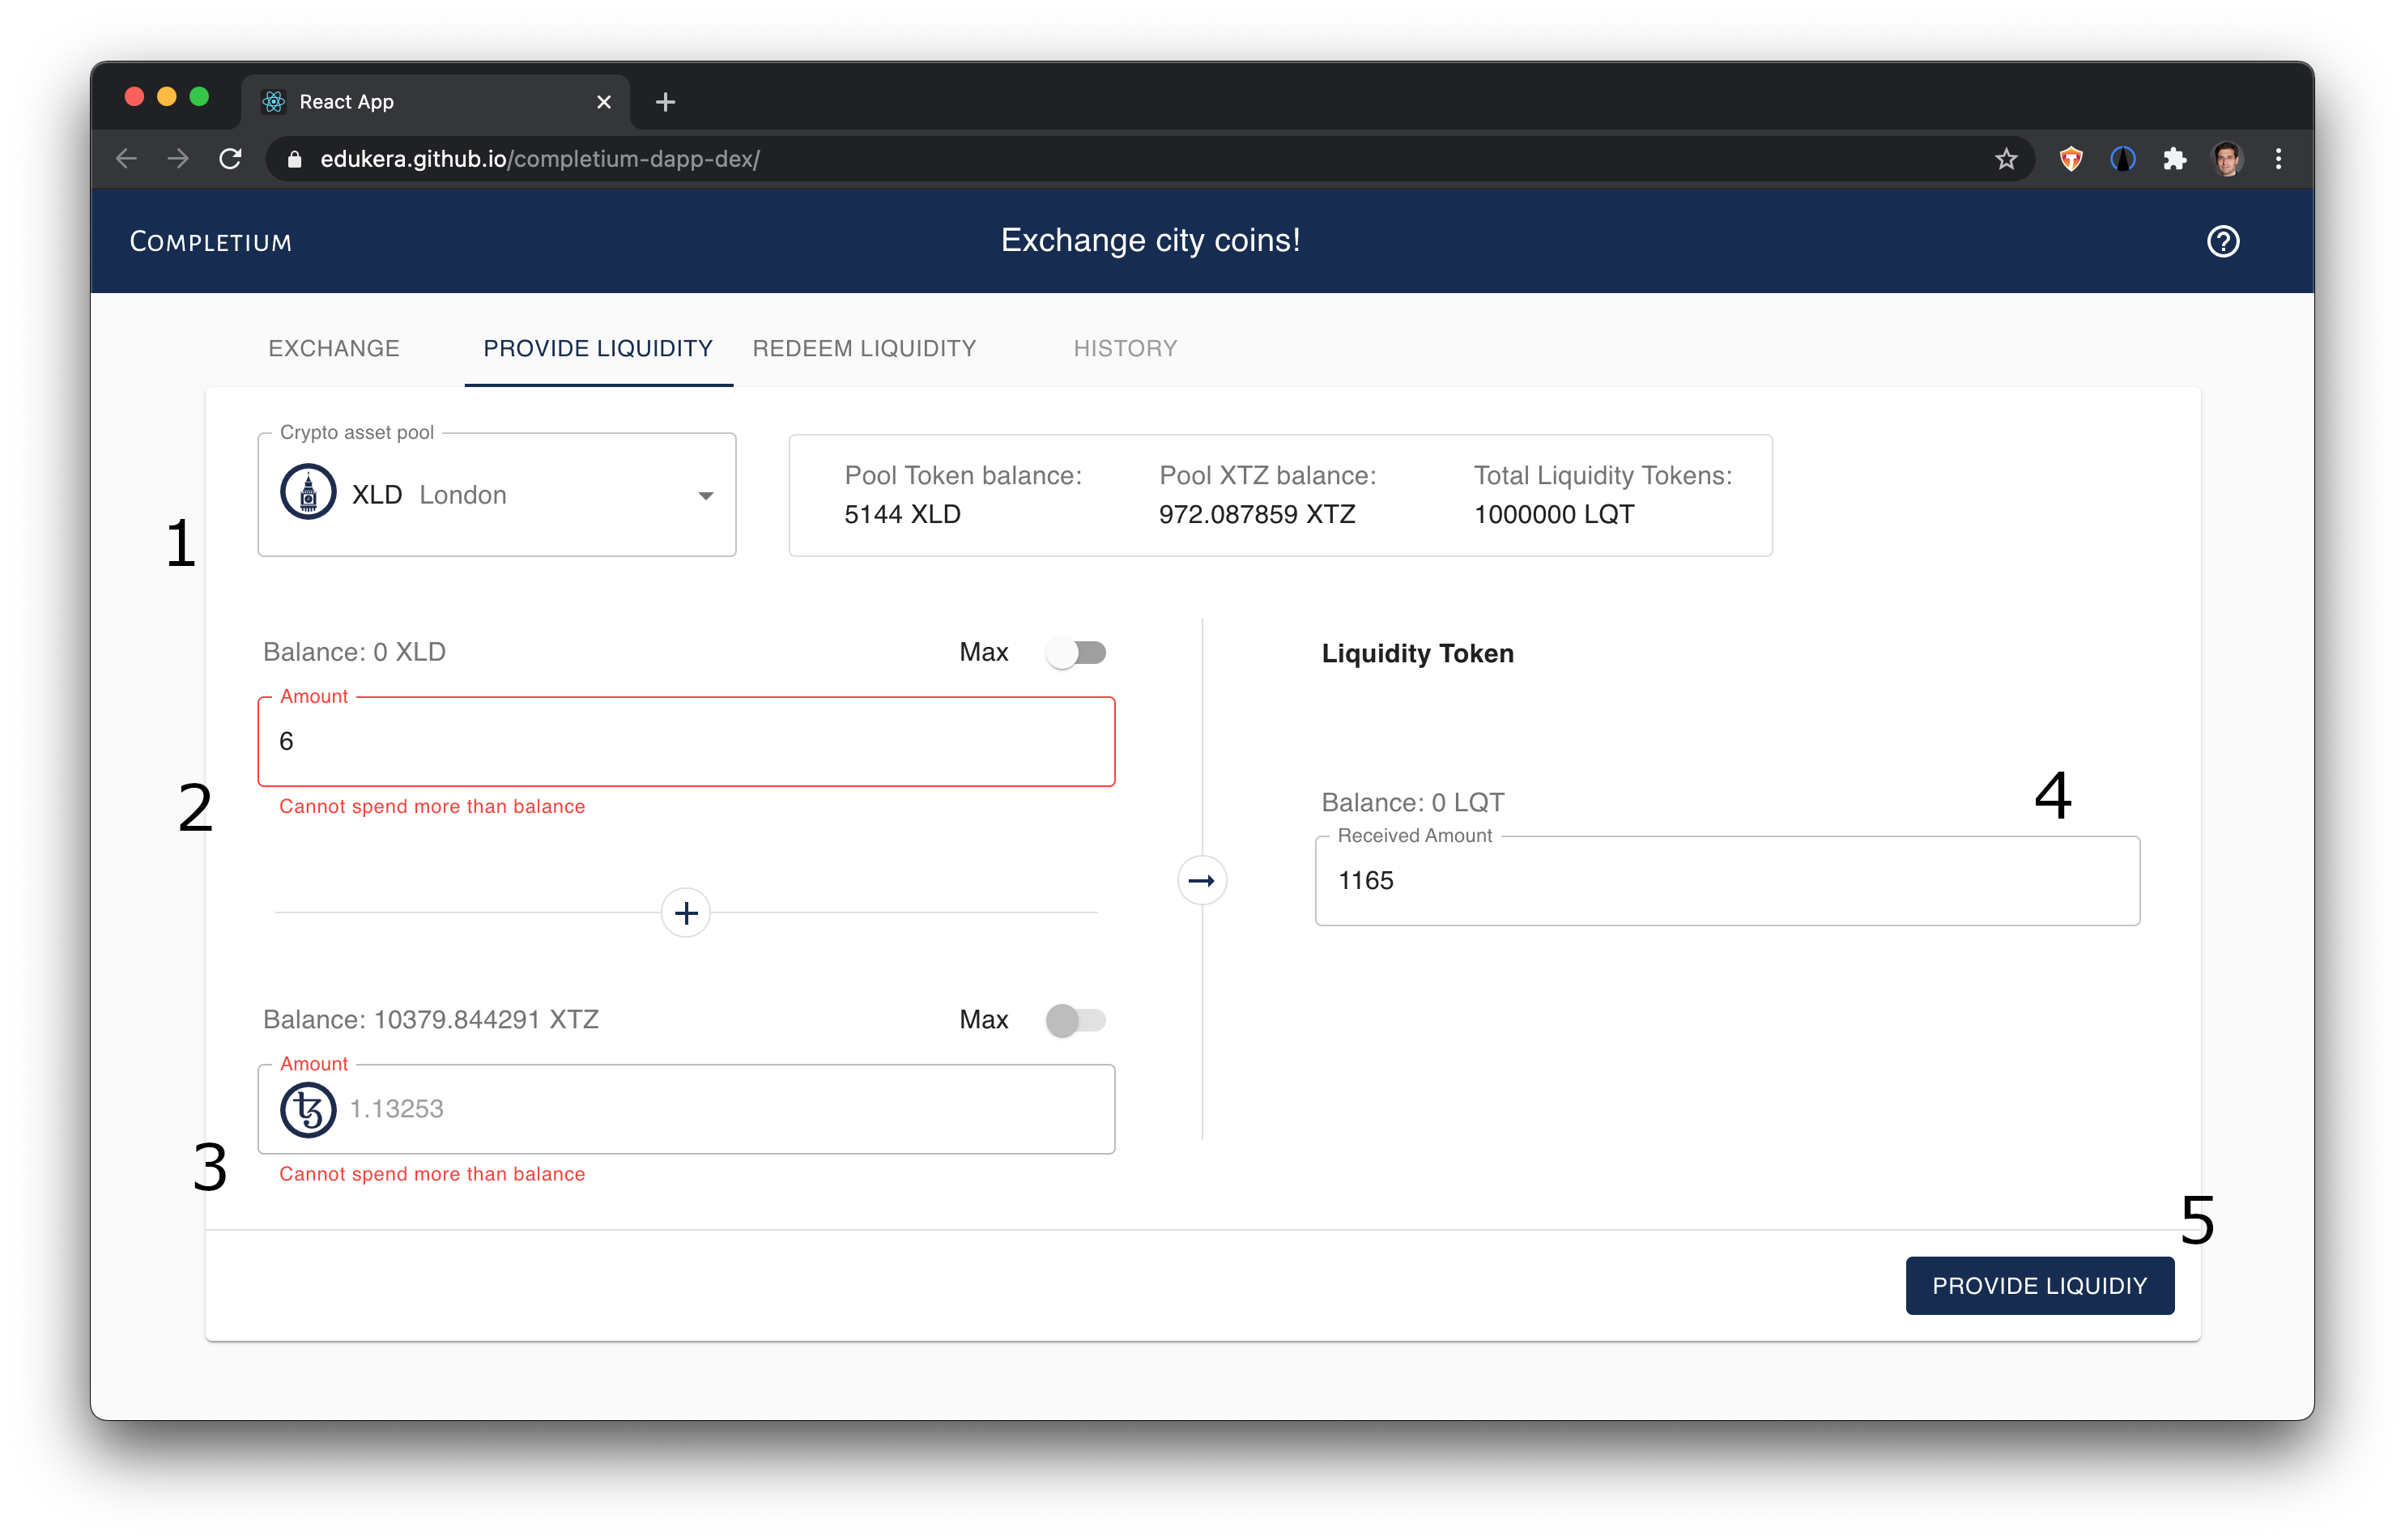 React App
edukera.github.io/completium-dapp-dex/
COMPLETIUM
Exchange city coins!
EXCHANGE
PROVIDE LIQUIDITY
REDEEM LIQUIDITY
HISTORY
Crypto asset pool
XLD London
Pool Token balance:
5144 XLD
Pool XTZ balance:
972.087859 XTZ
Total Liquidity Tokens:
1000000 LQT
1
Balance: 0 XLD
Max
Amount
6
Cannot spend more than balance
2
Balance: 10379.844291 XTZ
Max
Amount
1.13253
Cannot spend more than balance
3
Liquidity Token
Balance: 0 LQT
4
Received Amount
1165
5
PROVIDE LIQUIDIY